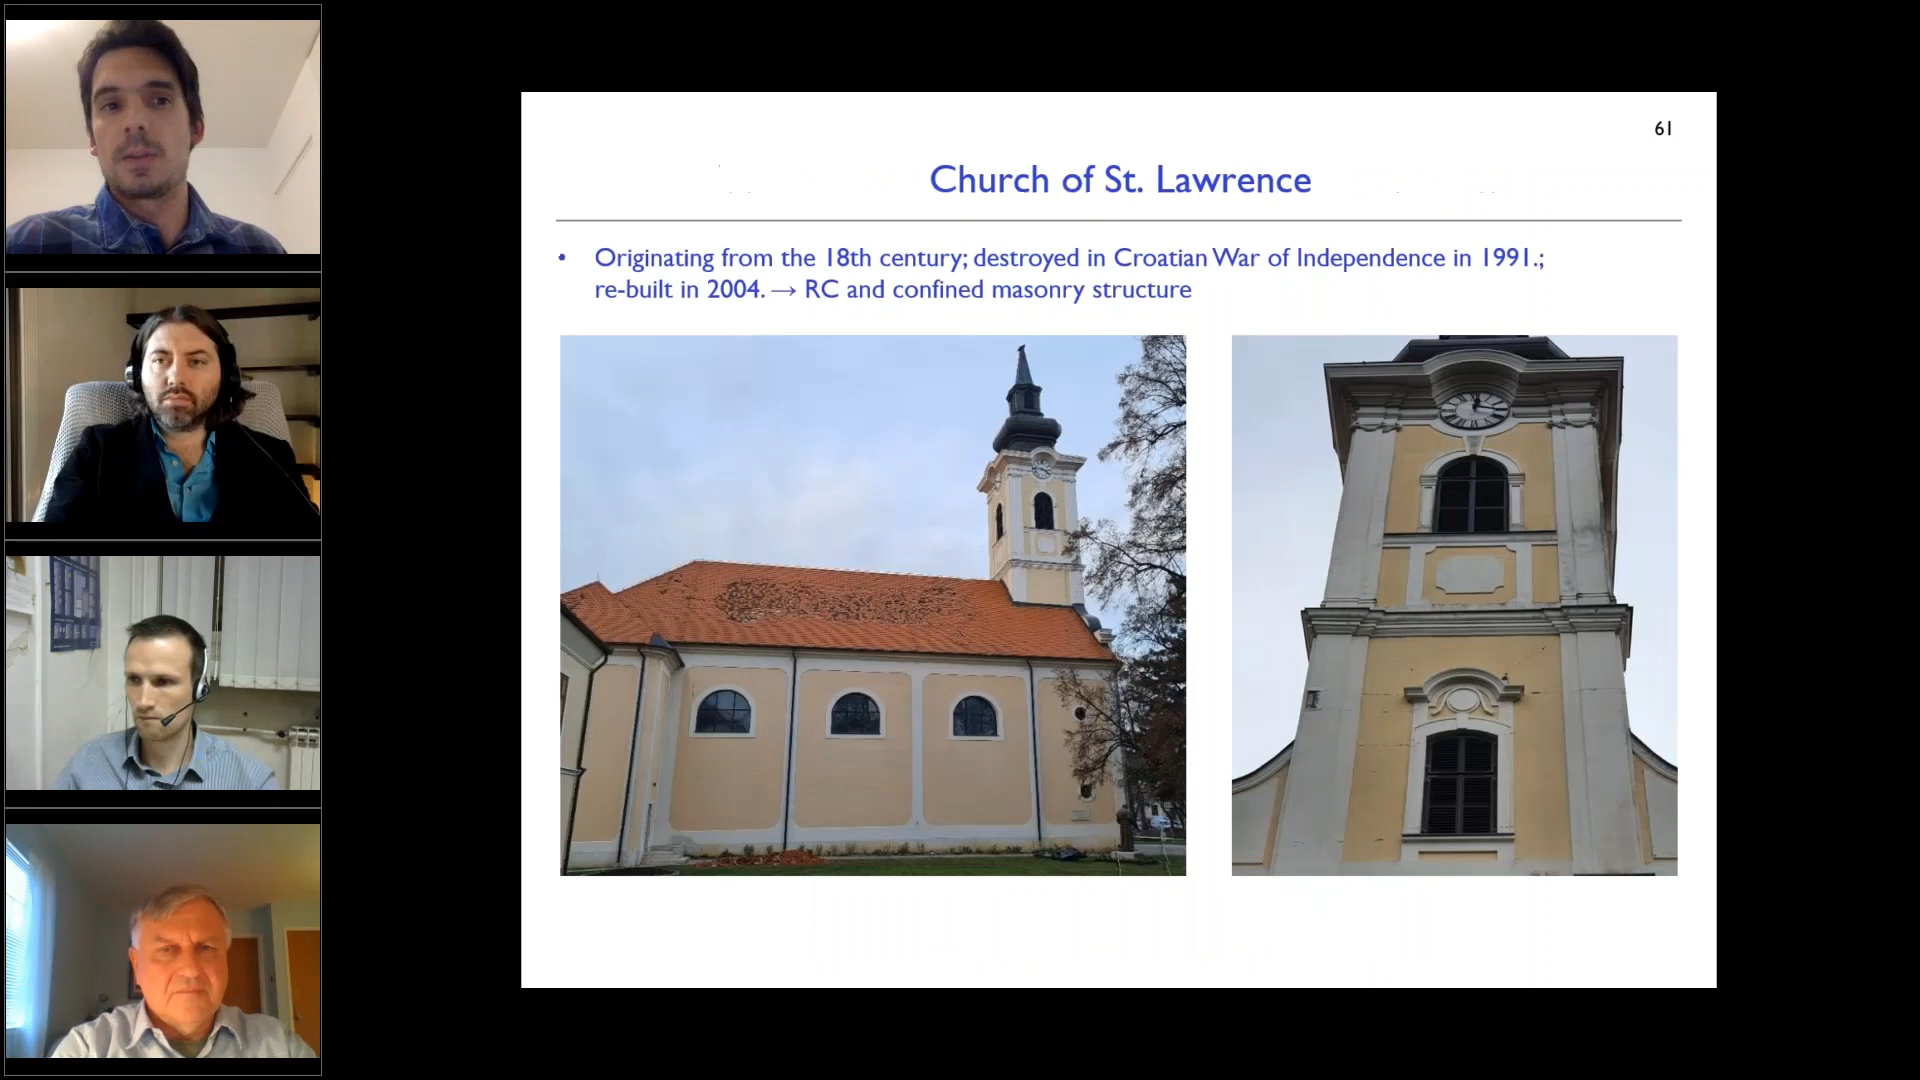 61
Church of St. Lawrence
• Originating from the 18th century; destroyed in Croatian War of Independence in 1991.;
re-built in 2004. → RC and confined masonry structure